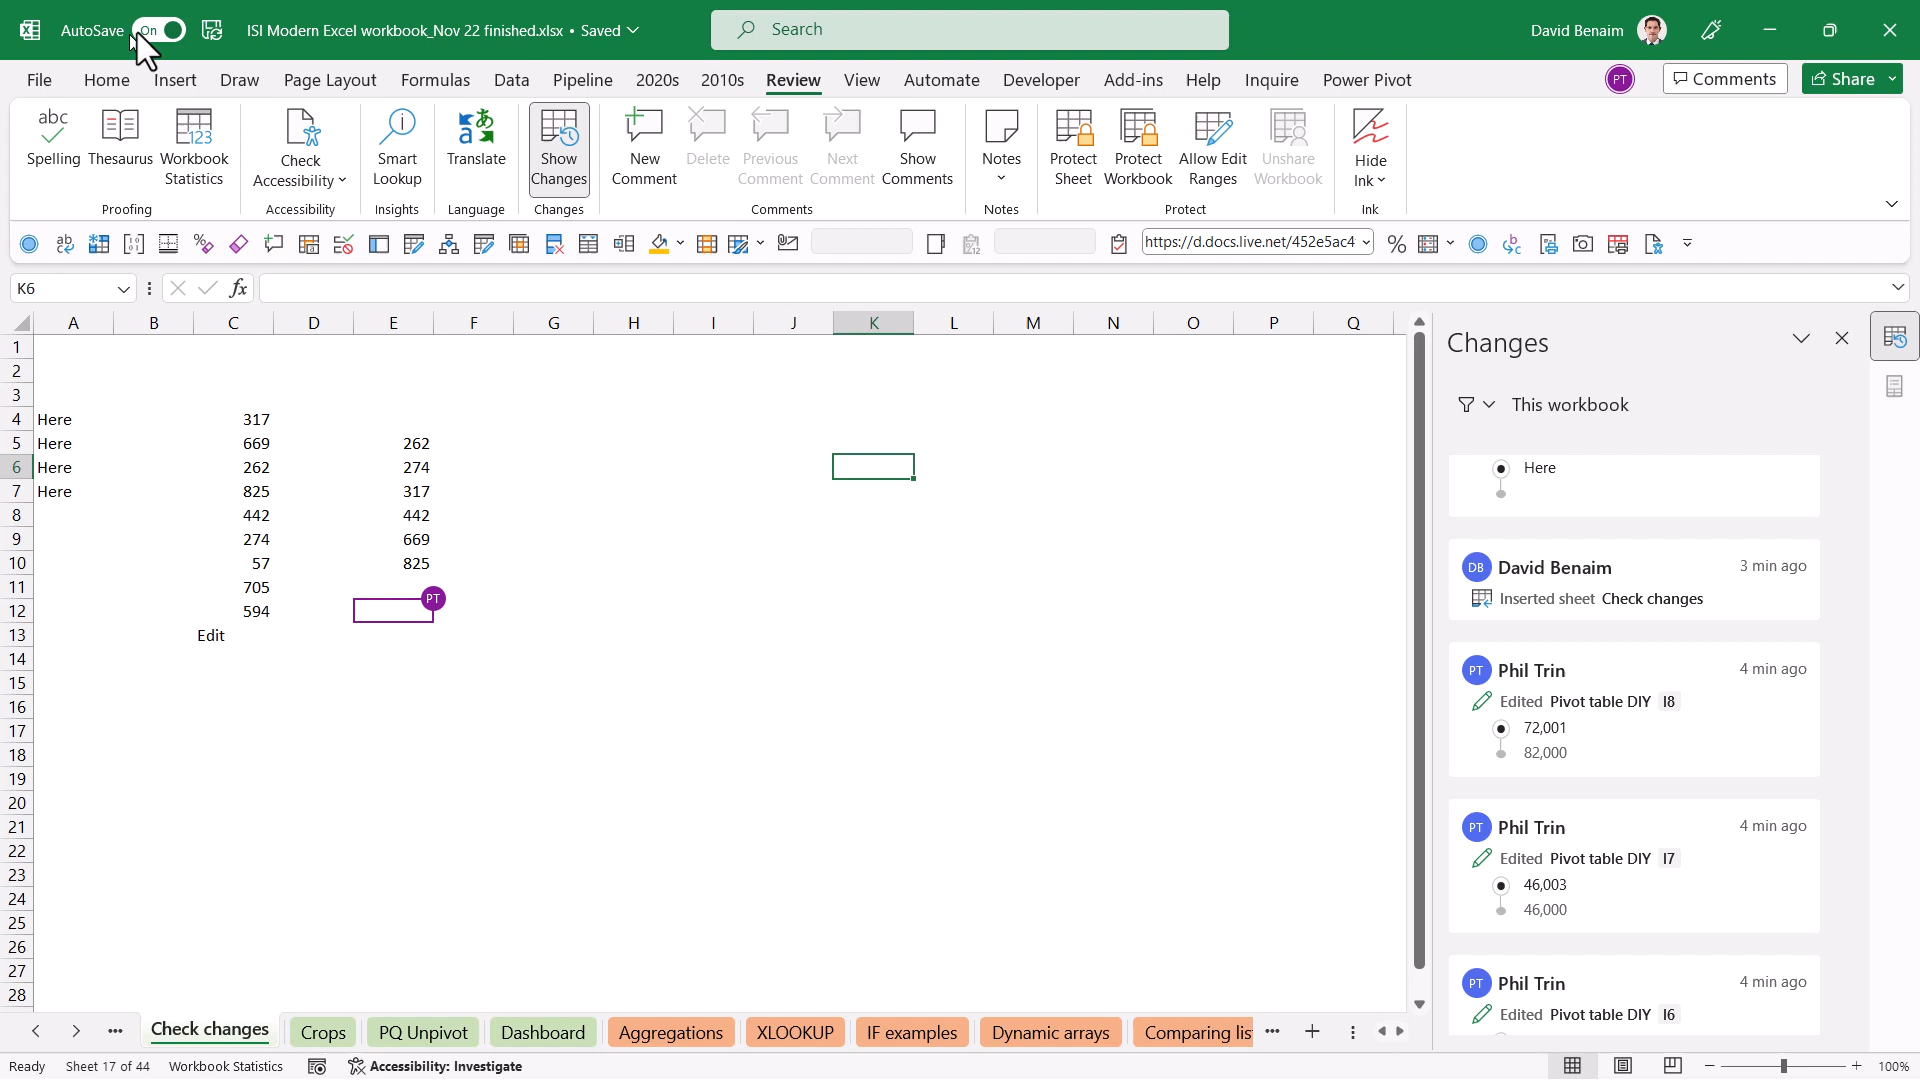 AutoSave On ISI Modern Excel workbook_Nov 22 finished.xlsx • Saved Search David Benaim
File Home Insert Draw Page Layout Formulas Data Pipeline 2020s 2010s Review View Automate Developer Add-ins Help Inquire Power Pivot PT Comments Share
abc
Spelling Thesaurus Workbook Statistics Check Accessibility Smart Lookup Translate Show Changes New Comment Delete Previous Comment Next Comment Show Comments Notes Protect Sheet Protect Workbook Allow Edit Ranges Unshare Workbook Hide Ink
Proofing Accessibility Insights Language Changes Comments Notes Protect Ink
https://d.docs.live.net/452e5ac4
K6 fx
A B C D E F G H I J K L M N O P Q
1
2
3
4 Here 317
5 Here 669 262
6 Here 262 274
7 Here 825 317
8 442 442
9 274 669
10 57 825
11 705
12 594 PT
13 Edit
14
15
16
17
18
19
20
21
22
23
24
25
26
27
28
Changes
This workbook
Here
DB David Benaim 3 min ago
Inserted sheet Check changes
PT Phil Trin 4 min ago
Edited Pivot table DIY I8
72,001
82,000
PT Phil Trin 4 min ago
Edited Pivot table DIY I7
46,003
46,000
PT Phil Trin 4 min ago
Edited Pivot table DIY I6
Check changes Crops PQ Unpivot Dashboard Aggregations XLOOKUP IF examples Dynamic arrays Comparing lis
Ready Sheet 17 of 44 Workbook Statistics Accessibility: Investigate 100%